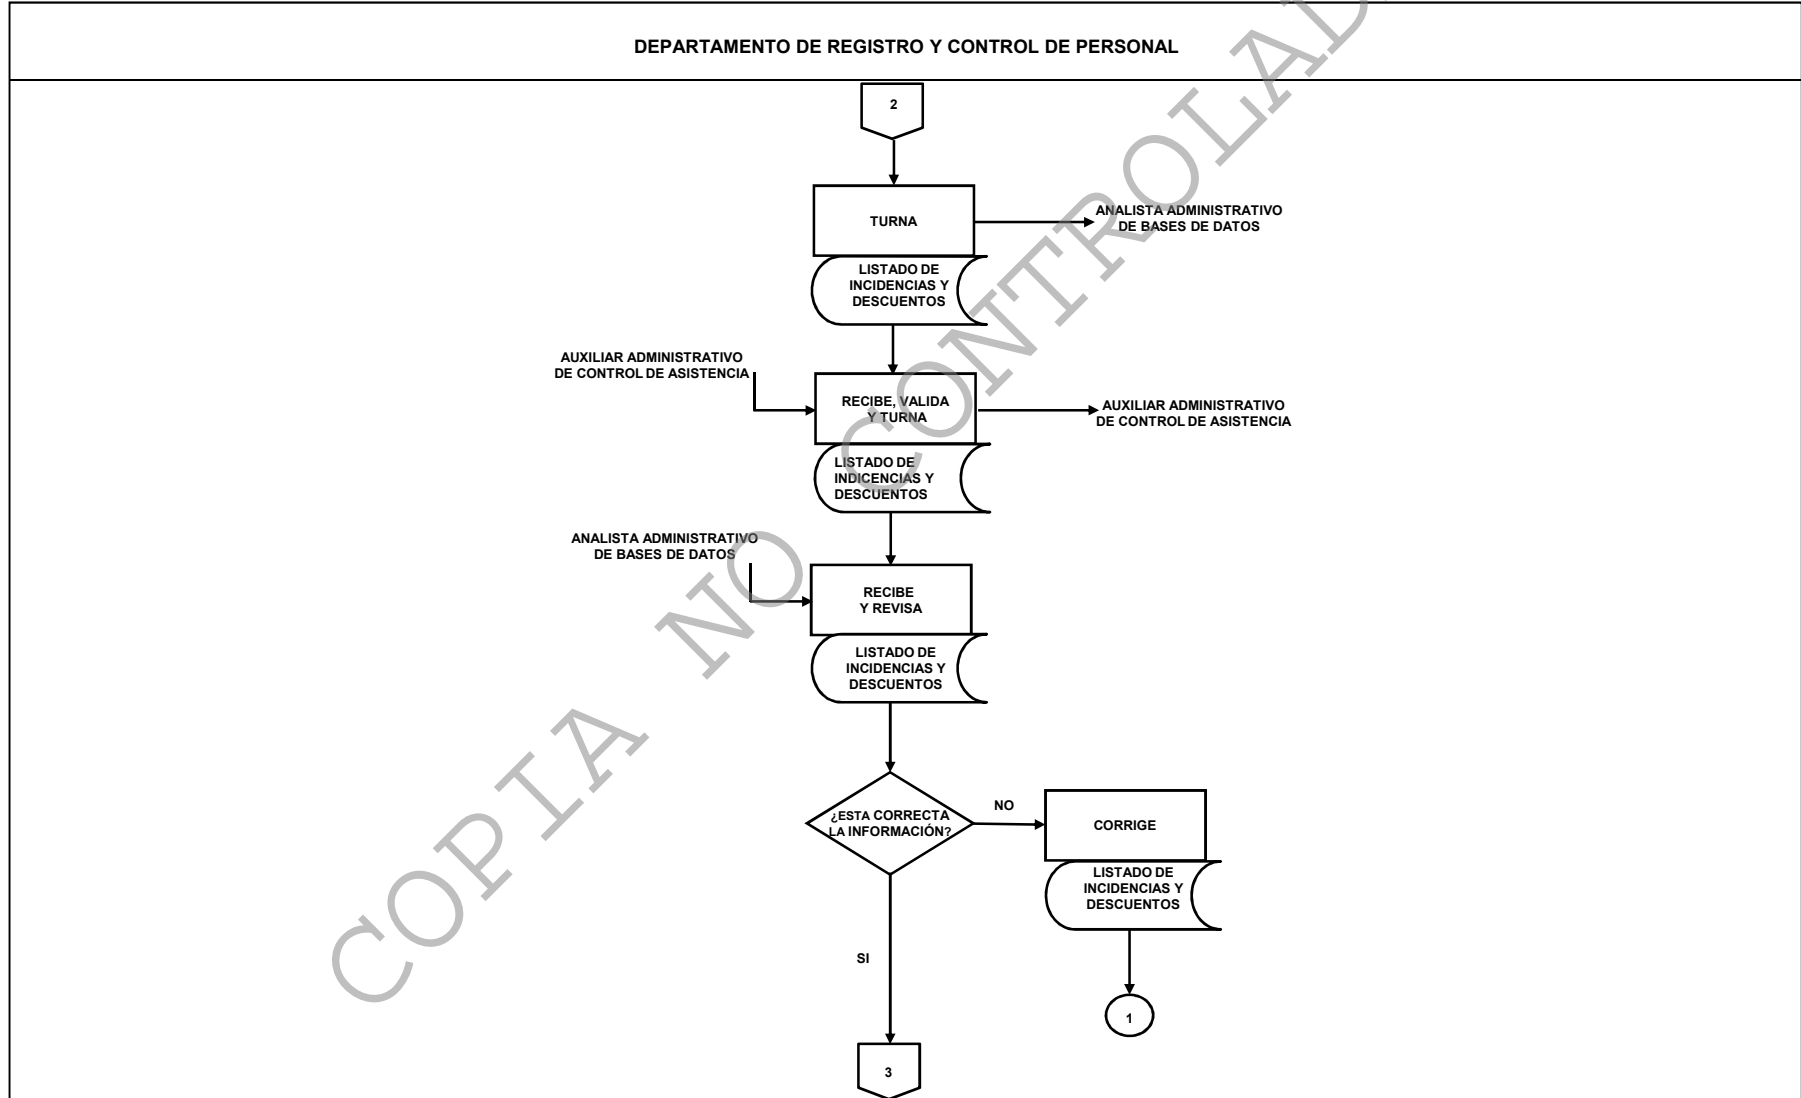 DEPARTAMENTO DE REGISTRO Y CONTROL DE PERSONAL
2
TURNA
ANALISTA ADMINISTRATIVO
DE BASES DE DATOS
LISTADO DE
INCIDENCIAS Y
DESCUENTOS
AUXILIAR ADMINISTRATIVO
DE CONTROL DE ASISTENCIA
RECIBE, VALIDA
Y TURNA
AUXILIAR ADMINISTRATIVO
DE CONTROL DE ASISTENCIA
LISTADO DE
INDICENCIAS Y
DESCUENTOS
ANALISTA ADMINISTRATIVO
DE BASES DE DATOS
RECIBE
Y REVISA
LISTADO DE
INCIDENCIAS Y
DESCUENTOS
¿ESTA CORRECTA
LA INFORMACIÓN?
NO
CORRIGE
LISTADO DE
INCIDENCIAS Y
DESCUENTOS
SI
1
3
COPIA NO CONTROLAD